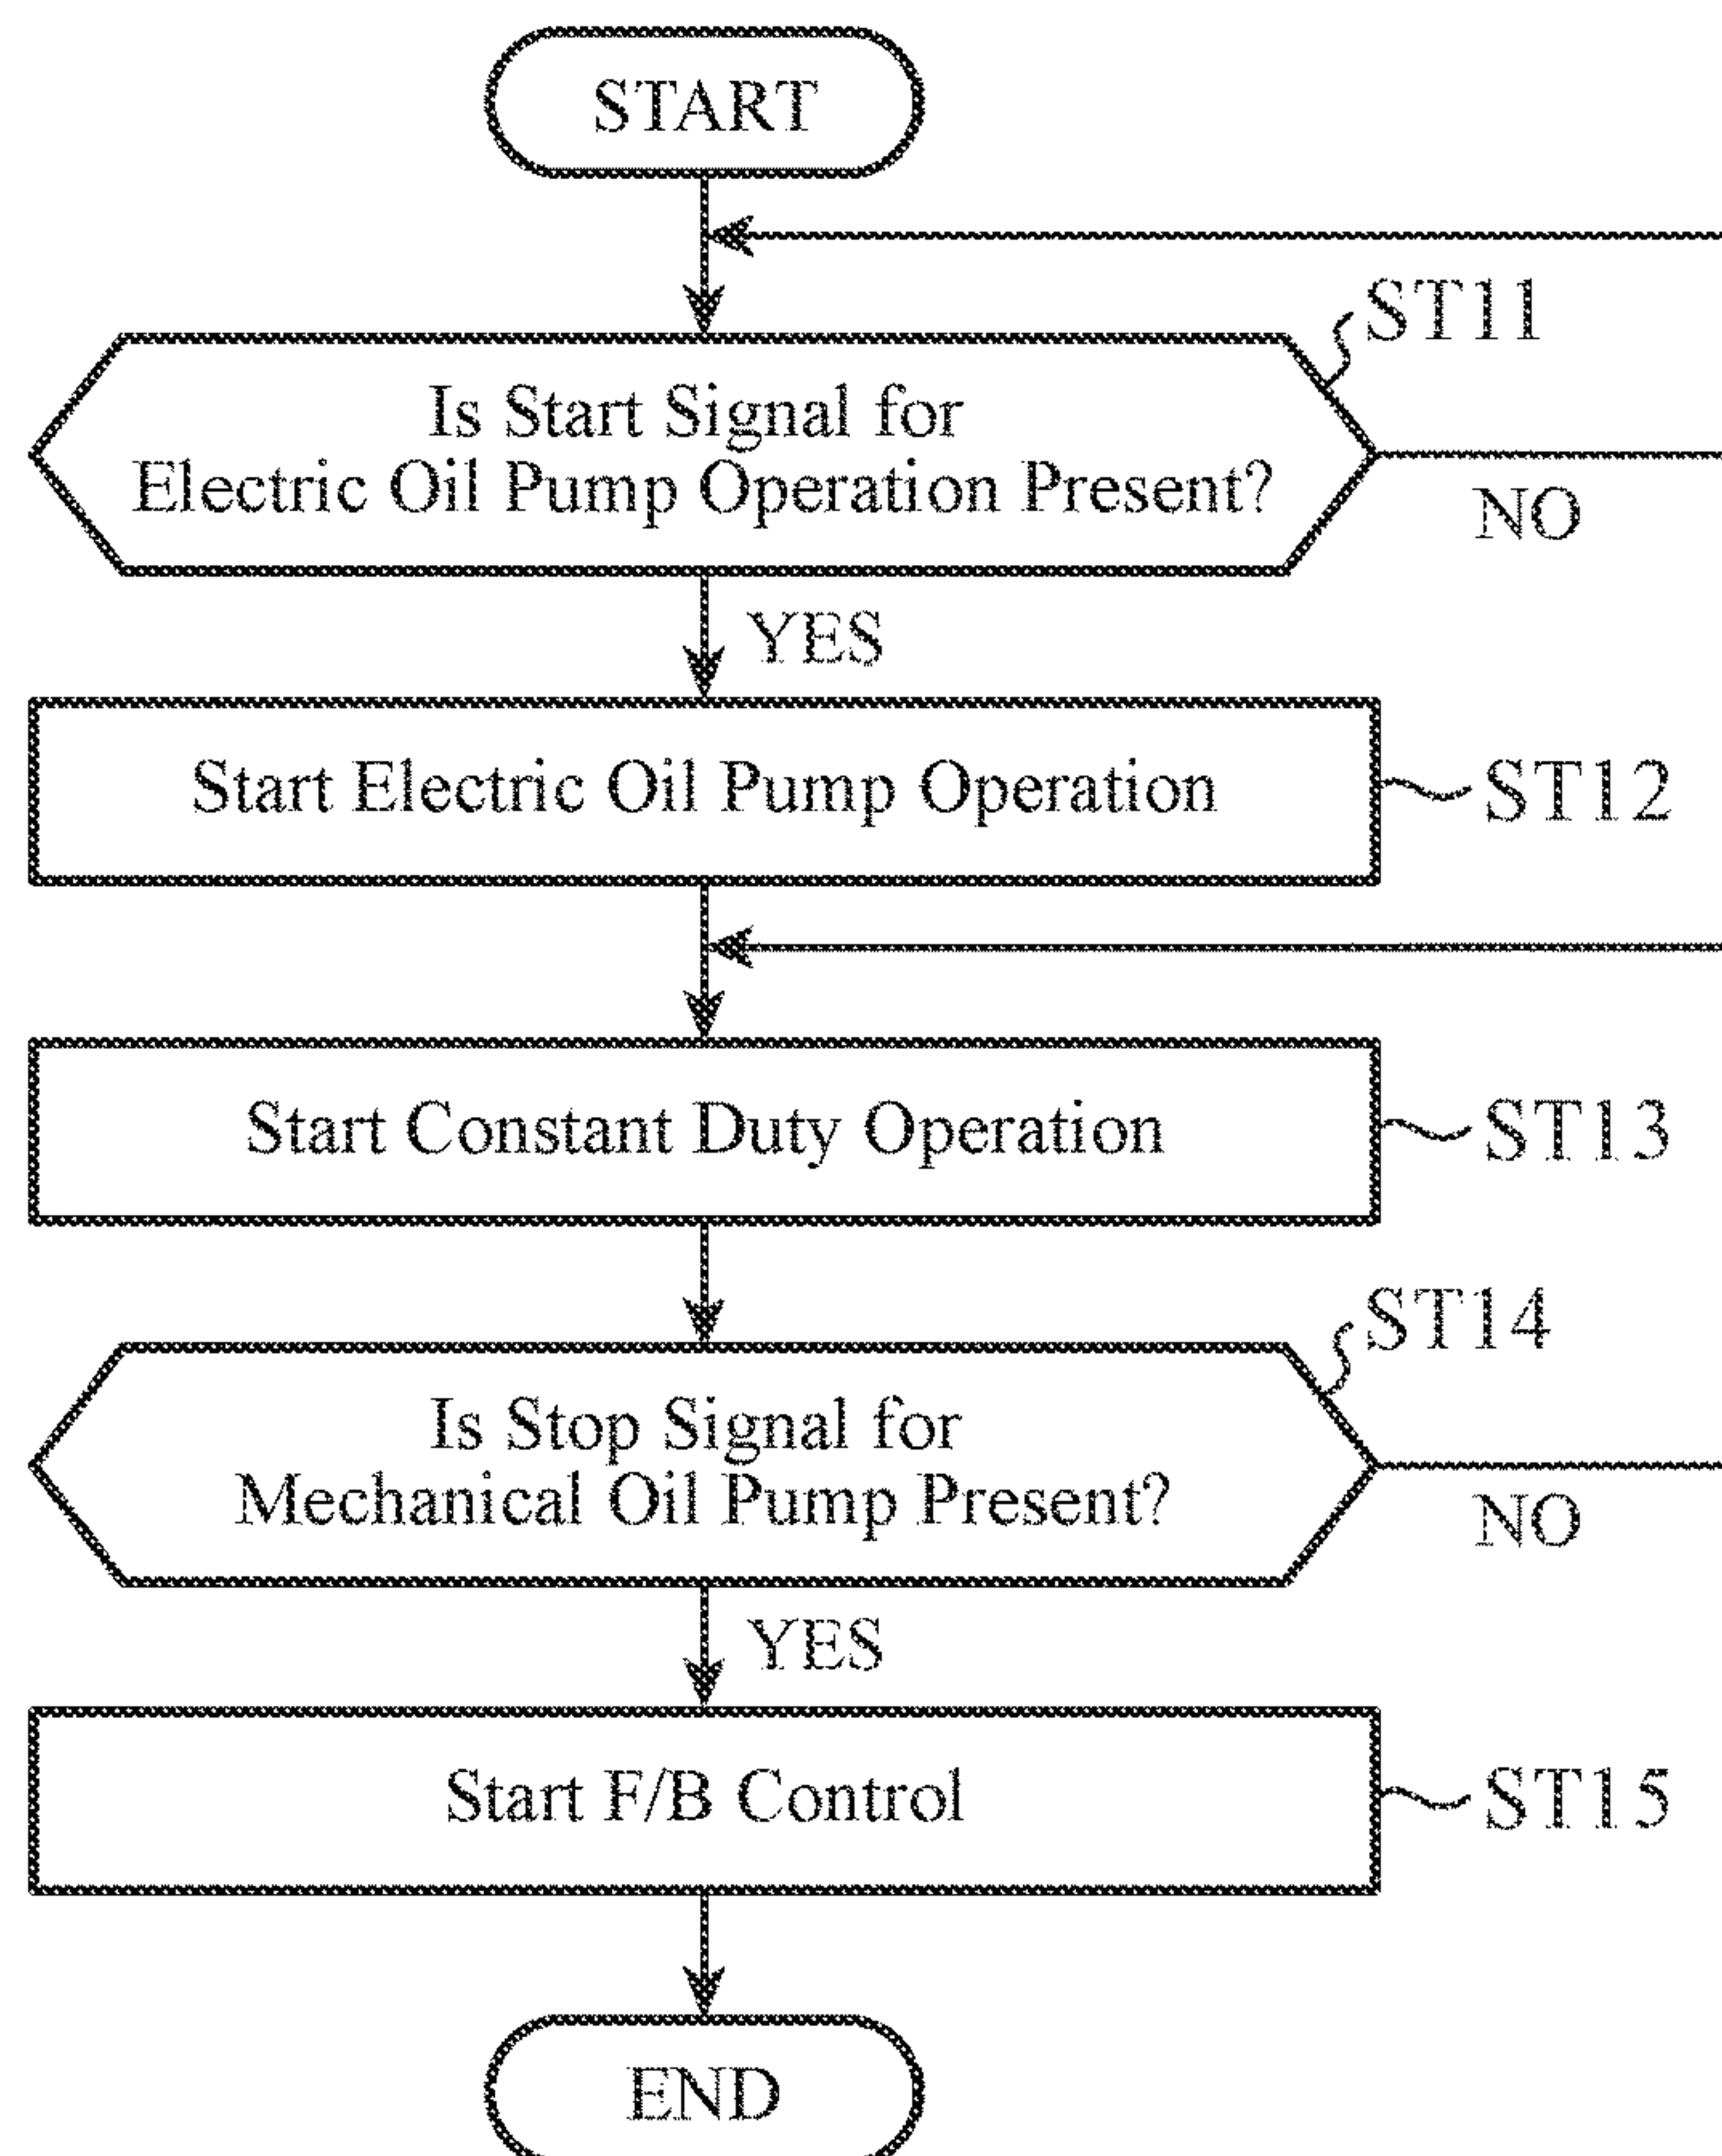 START
ST11
Is Start Signal for
Electric Oil Pump Operation Present?
NO
YES
Start Electric Oil Pump Operation
ST12
Start Constant Duty Operation
ST13
ST14
Is Stop Signal for
Mechanical Oil Pump Present?
NO
YES
Start F/B Control
ST15
END